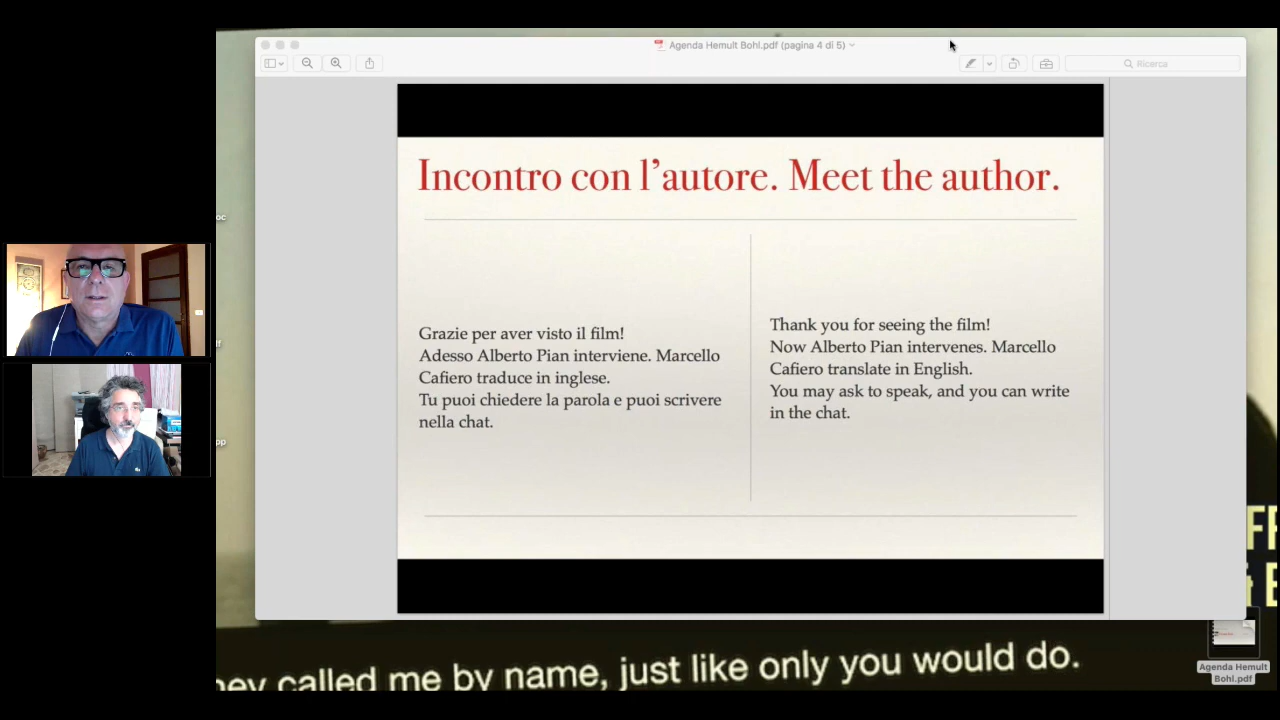 Agenda Hemult Bohl.pdf (pagina 4 di 5)
Ricerca
Incontro con l'autore. Meet the author.
Grazie per aver visto il film!
Adesso Alberto Pian interviene. Marcello
Cafiero traduce in inglese.
Tu puoi chiedere la parola e puoi scrivere
nella chat.
Thank you for seeing the film!
Now Alberto Pian intervenes. Marcello
Cafiero translate in English.
You may ask to speak, and you can write
in the chat.
called me by name, just like only you would do.
Agenda Hemult
Bohl.pdf